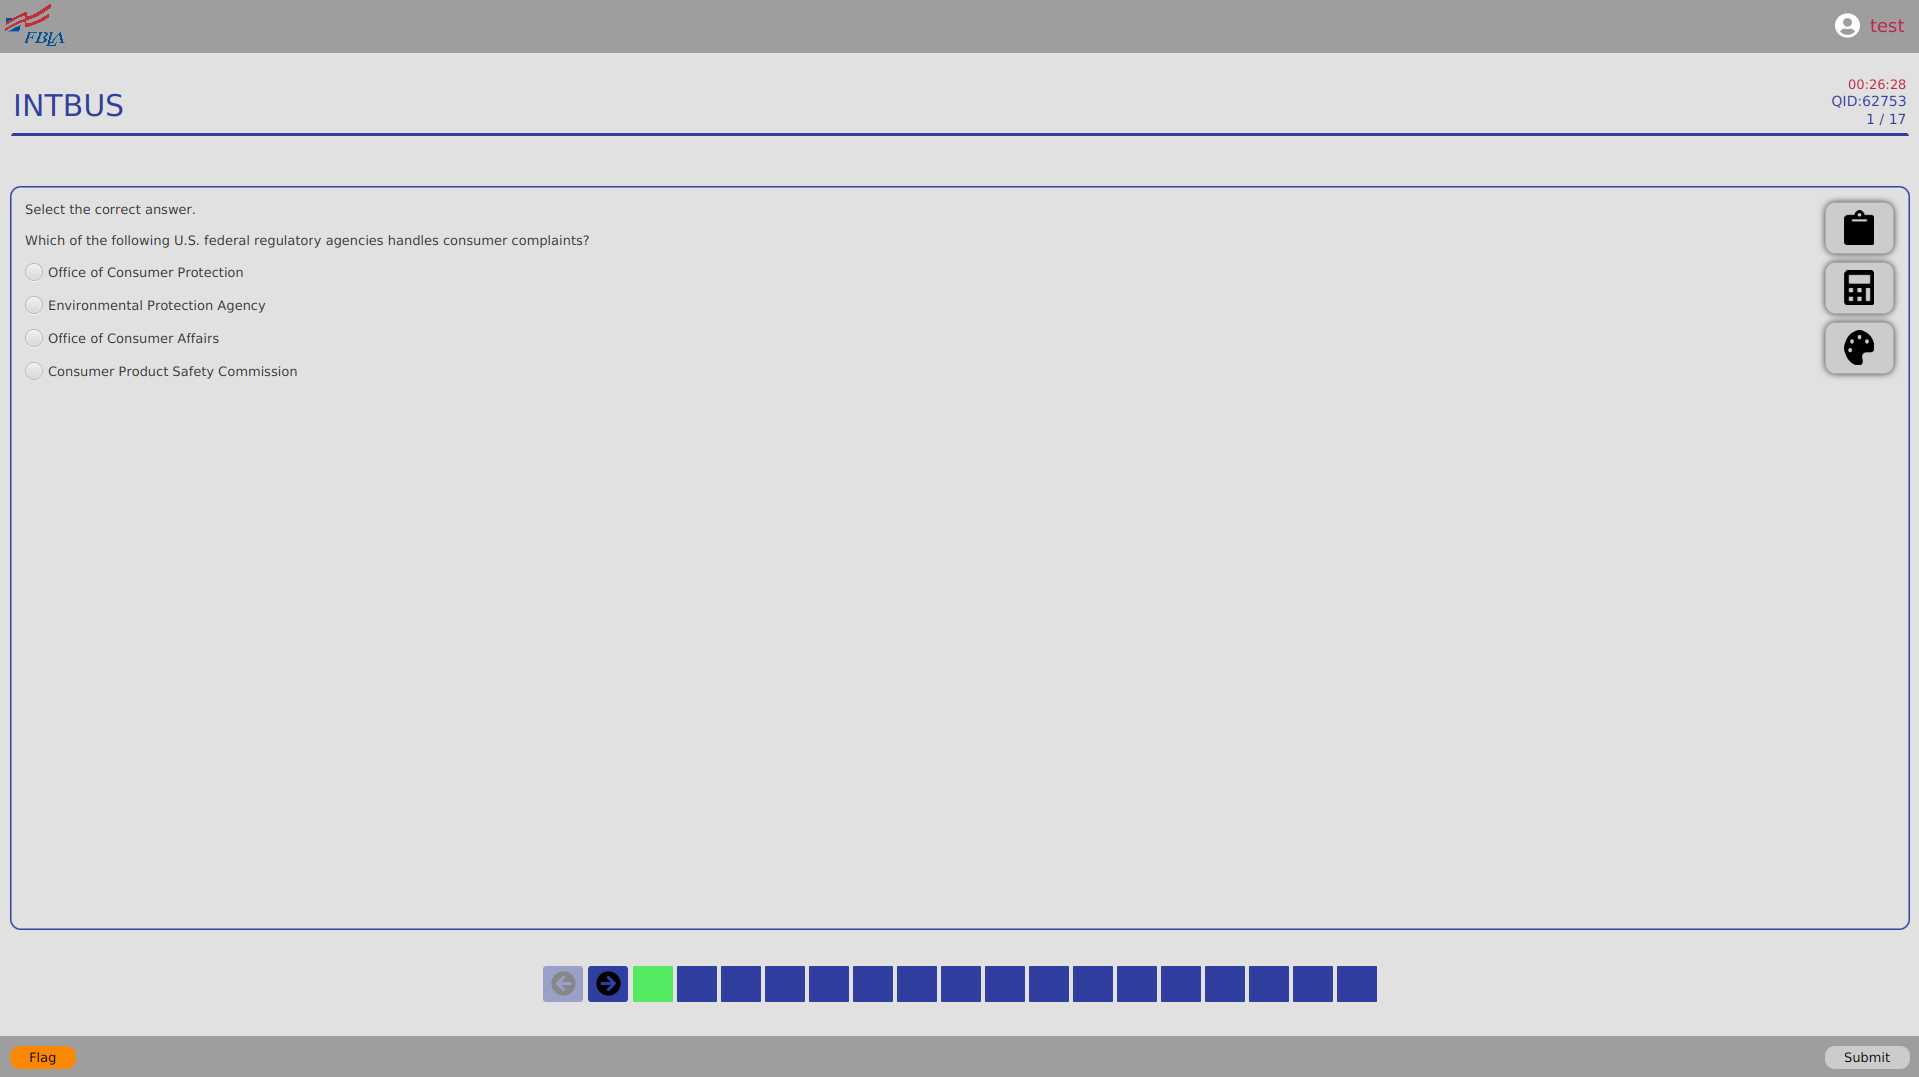 FBLA
test
INTBUS
00:26:28
QID:62753
1 / 17
Select the correct answer.
Which of the following U.S. federal regulatory agencies handles consumer complaints?
Office of Consumer Protection
Environmental Protection Agency
Office of Consumer Affairs
Consumer Product Safety Commission
Flag
Submit